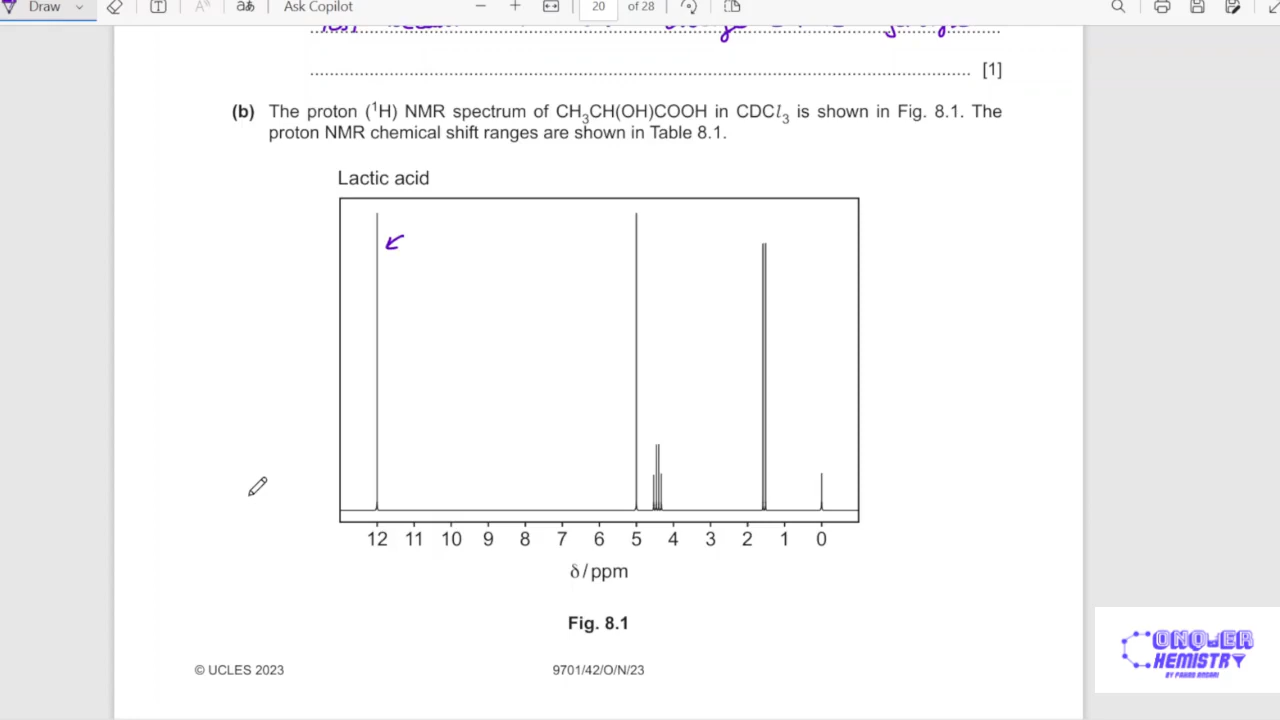 Draw
Ask Copilot
20 of 28
[1]
(b) The proton (¹H) NMR spectrum of CH₃CH(OH)COOH in CDCl₃ is shown in Fig. 8.1. The
proton NMR chemical shift ranges are shown in Table 8.1.
Lactic acid
12 11 10 9 8 7 6 5 4 3 2 1 0
δ/ppm
Fig. 8.1
© UCLES 2023
9701/42/O/N/23